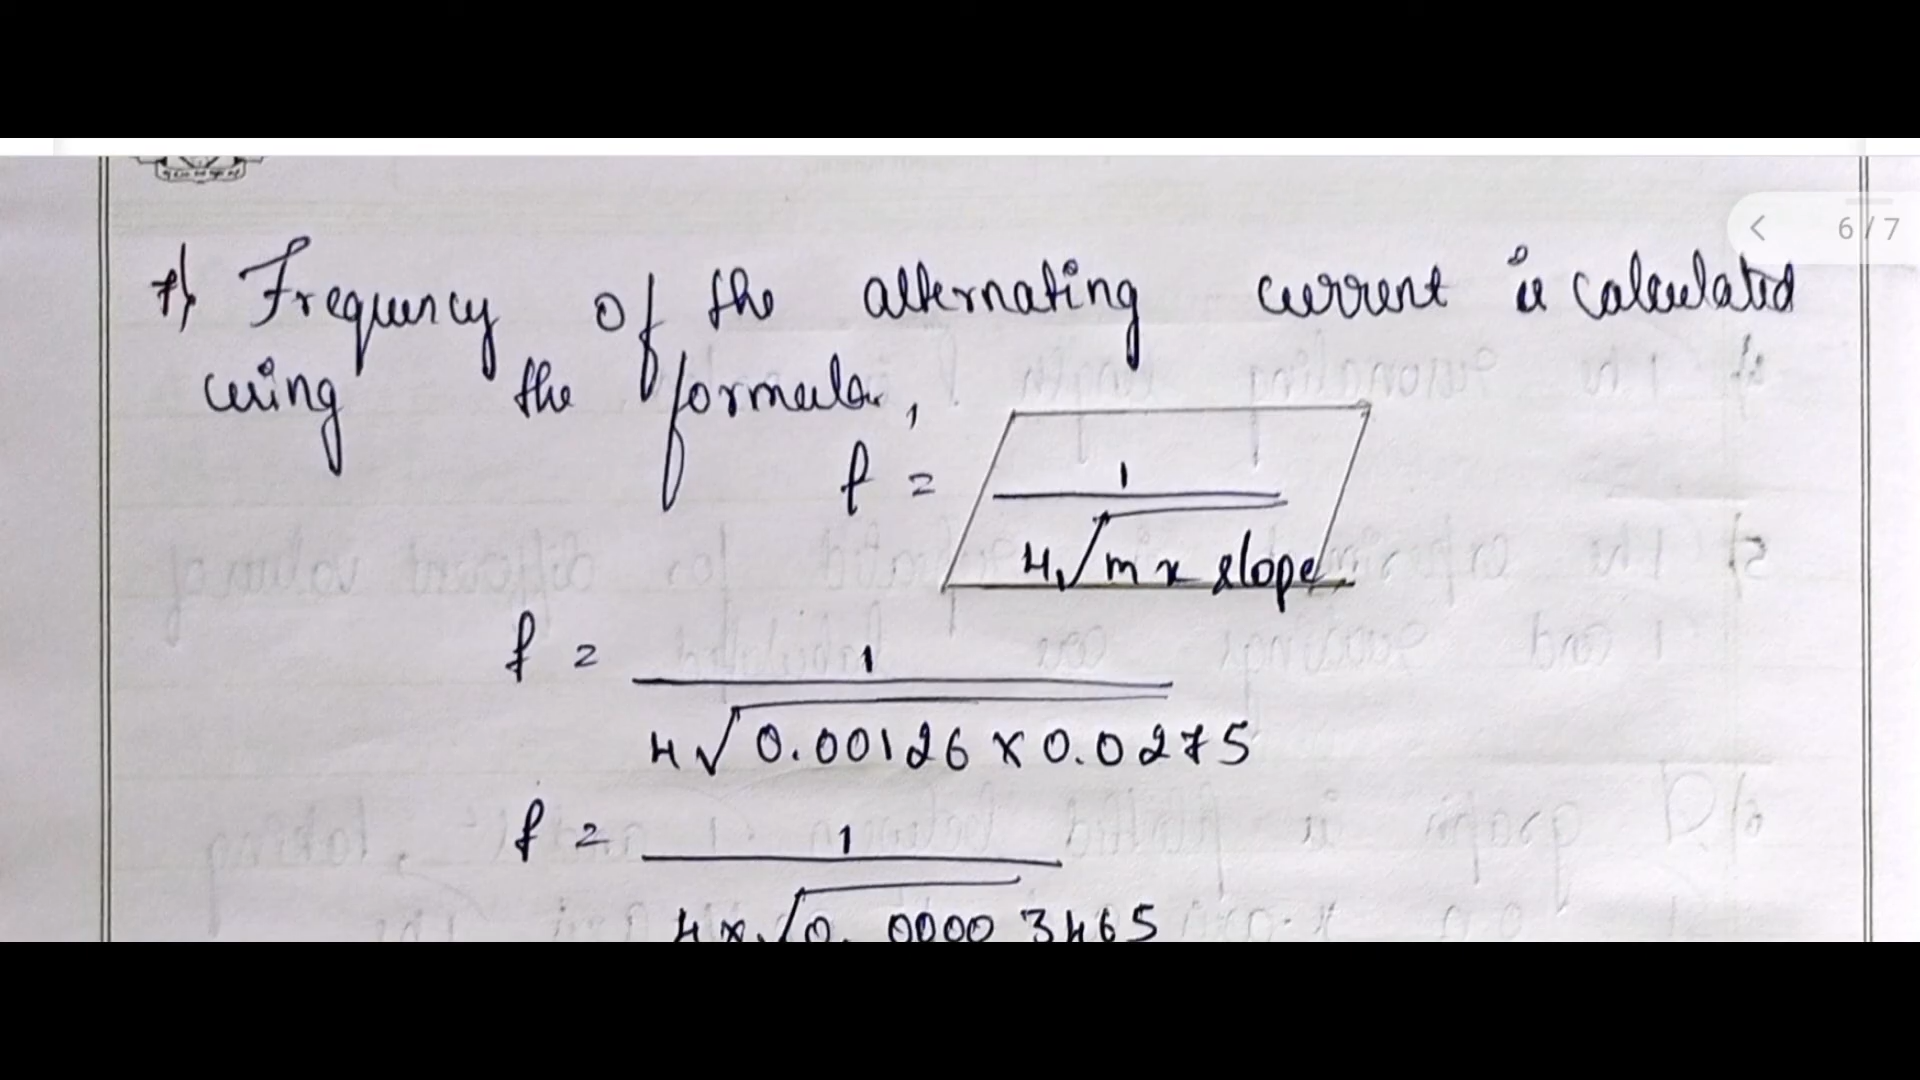 7) Frequency of the alternating current is calculated
using the formula,
f = 1 / 4√m x slope
f = 1 / 4√0.00126 x 0.0275
f = 1 / 4x√0.00003465
6 / 7